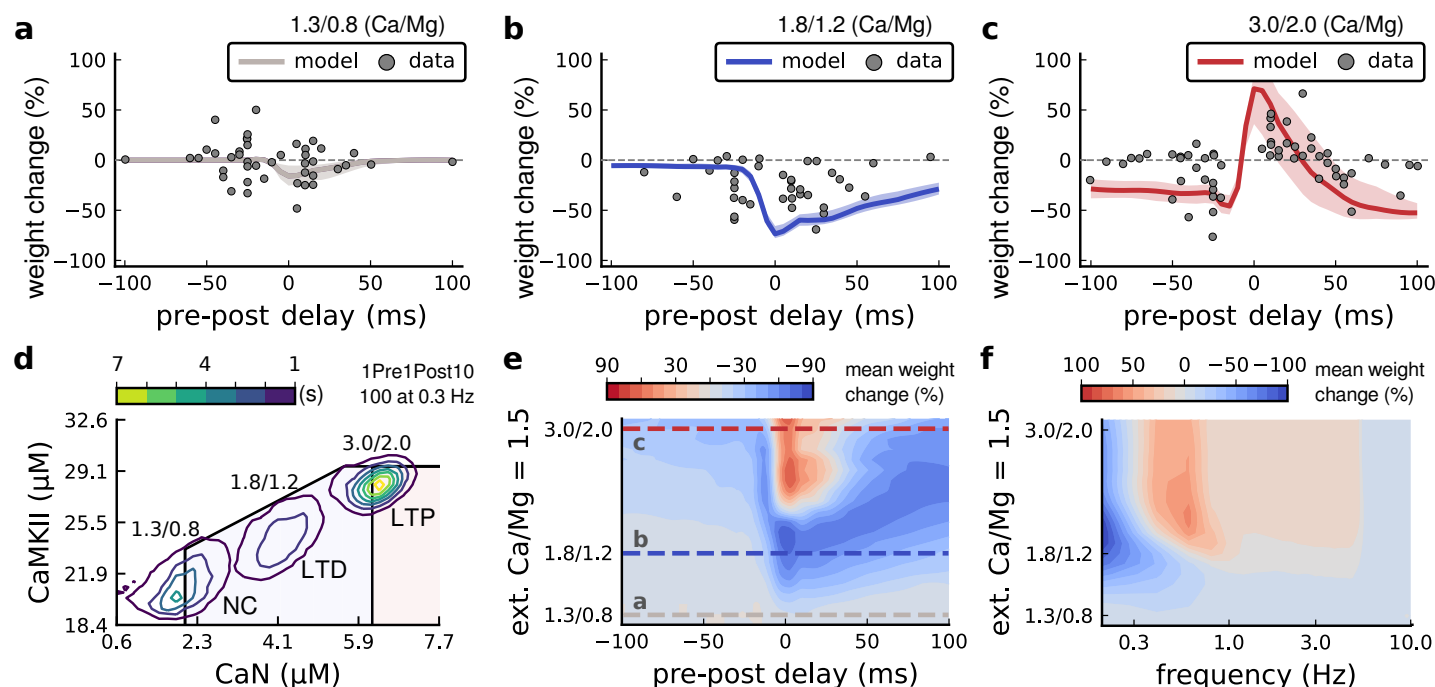 a
1.3/0.8 (Ca/Mg)
model
data
weight change (%)
100
50
0
−50
−100
−100
−50
0
50
100
pre-post delay (ms)
b
1.8/1.2 (Ca/Mg)
model
data
weight change (%)
100
50
0
−50
−100
−100
−50
0
50
100
pre-post delay (ms)
c
3.0/2.0 (Ca/Mg)
model
data
weight change (%)
100
50
0
−50
−100
−100
−50
0
50
100
pre-post delay (ms)
d
7
4
1
(s)
1Pre1Post10
100 at 0.3 Hz
CaMKII (μM)
32.6
29.1
25.5
21.9
18.4
3.0/2.0
1.8/1.2
1.3/0.8
LTP
LTD
NC
0.6
2.3
4.1
5.9
7.7
CaN (μM)
e
90
30
−30
−90
mean weight
change (%)
ext. Ca/Mg = 1.5
3.0/2.0
1.8/1.2
1.3/0.8
c
b
a
−100
−50
0
50
100
pre-post delay (ms)
f
100
50
0
−50
−100
mean weight
change (%)
ext. Ca/Mg = 1.5
3.0/2.0
1.8/1.2
1.3/0.8
0.3
1.0
3.0
10.0
frequency (Hz)